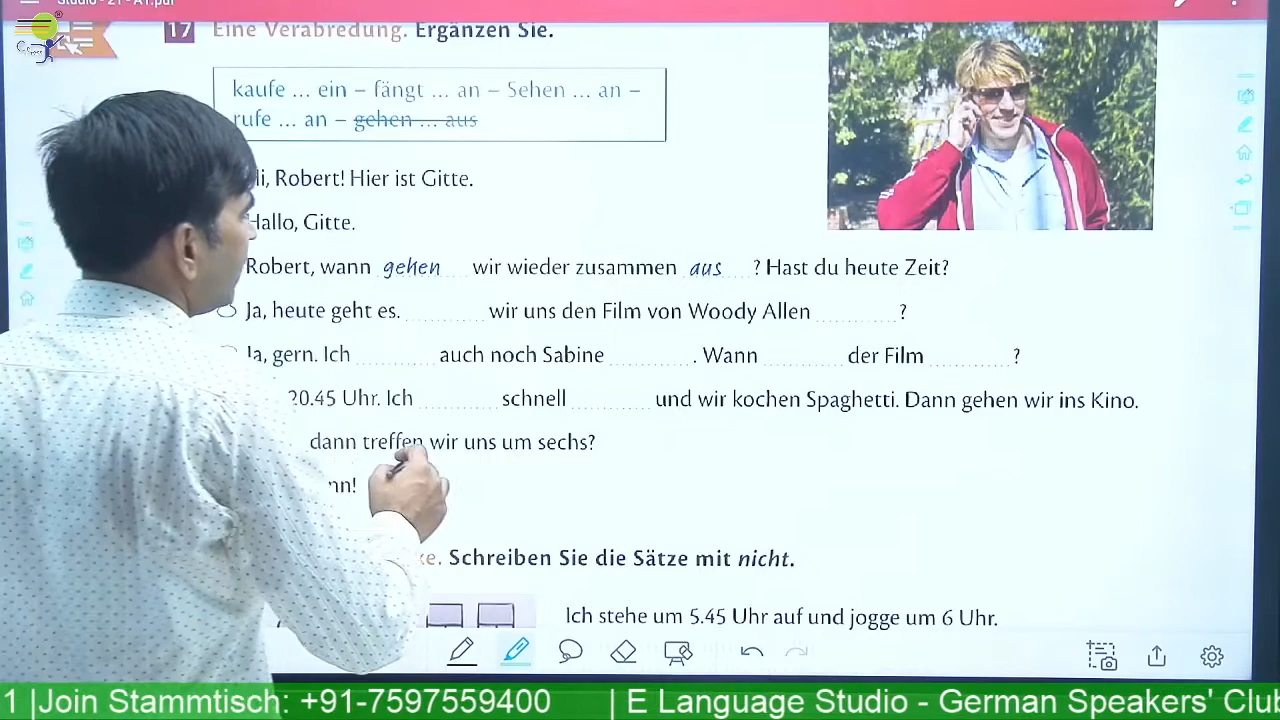 Studio - 21 - A1.pdf
17 Eine Verabredung. Ergänzen Sie.
kaufe ... ein – fängt ... an – Sehen ... an –
rufe ... an – gehen ... aus
Hi, Robert! Hier ist Gitte.
Hallo, Gitte.
Robert, wann gehen wir wieder zusammen aus ? Hast du heute Zeit?
Ja, heute geht es. wir uns den Film von Woody Allen ?
Ja, gern. Ich auch noch Sabine . Wann der Film ?
20.45 Uhr. Ich schnell und wir kochen Spaghetti. Dann gehen wir ins Kino.
dann treffen wir uns um sechs?
Schreiben Sie die Sätze mit nicht.
Ich stehe um 5.45 Uhr auf und jogge um 6 Uhr.
1 |Join Stammtisch: +91-7597559400 | E Language Studio - German Speakers' Club